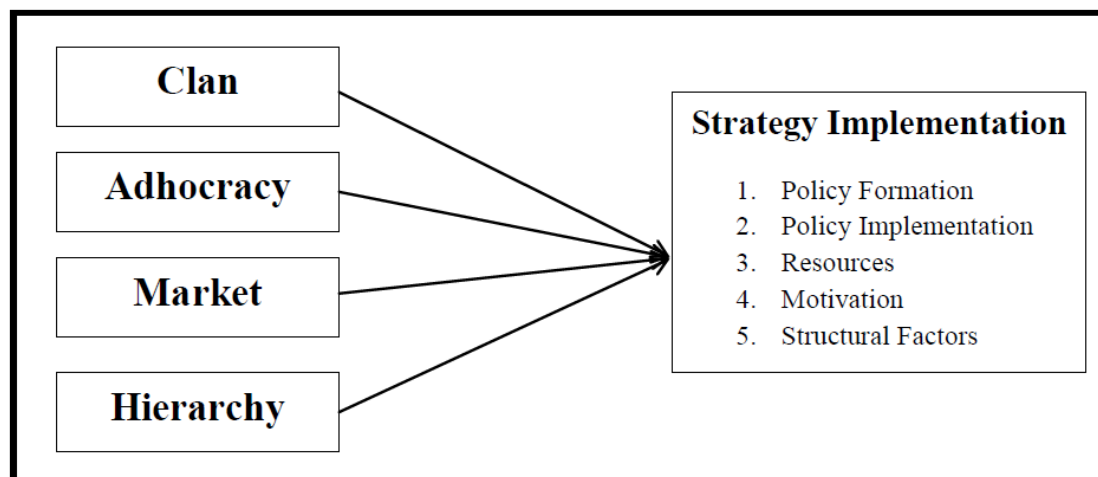 Clan
Adhocracy
Market
Hierarchy
Strategy Implementation
1. Policy Formation
2. Policy Implementation
3. Resources
4. Motivation
5. Structural Factors